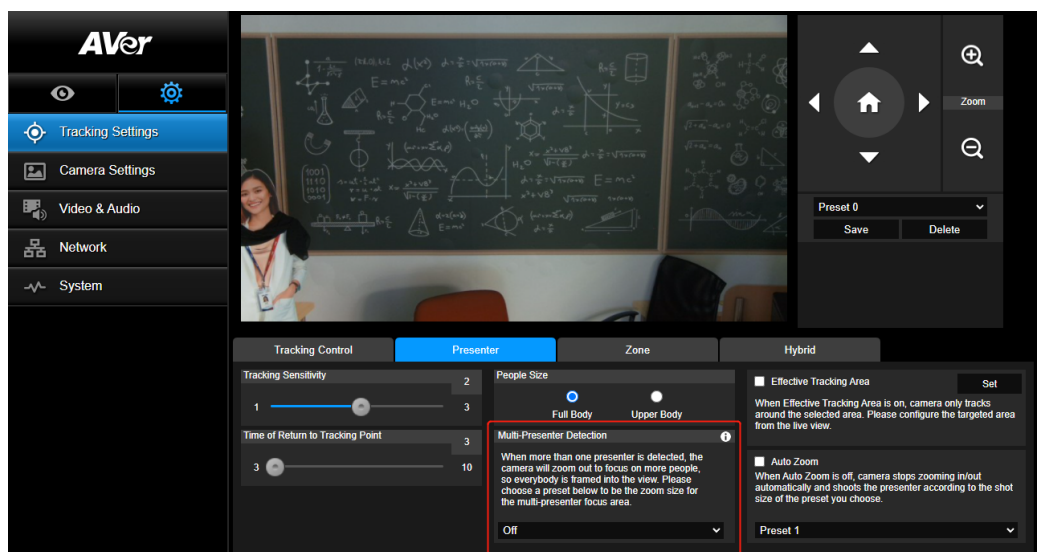 AVer
Tracking Settings
Camera Settings
Video & Audio
Network
System
E=mc²
1001
1110
1010
0001
H₂O
E=mc²
Zoom
Preset 0
Save Delete
Tracking Control Presenter Zone Hybrid
Tracking Sensitivity
2
1 3
Time of Return to Tracking Point
3
3 10
People Size
Full Body Upper Body
Multi-Presenter Detection
When more than one presenter is detected, the
camera will zoom out to focus on more people,
so everybody is framed into the view. Please
choose a preset below to be the zoom size for
the multi-presenter focus area.
Off
Effective Tracking Area Set
When Effective Tracking Area is on, camera only tracks
around the selected area. Please configure the targeted area
from the live view.
Auto Zoom
When Auto Zoom is off, camera stops zooming in/out
automatically and shoots the presenter according to the shot
size of the preset you choose.
Preset 1